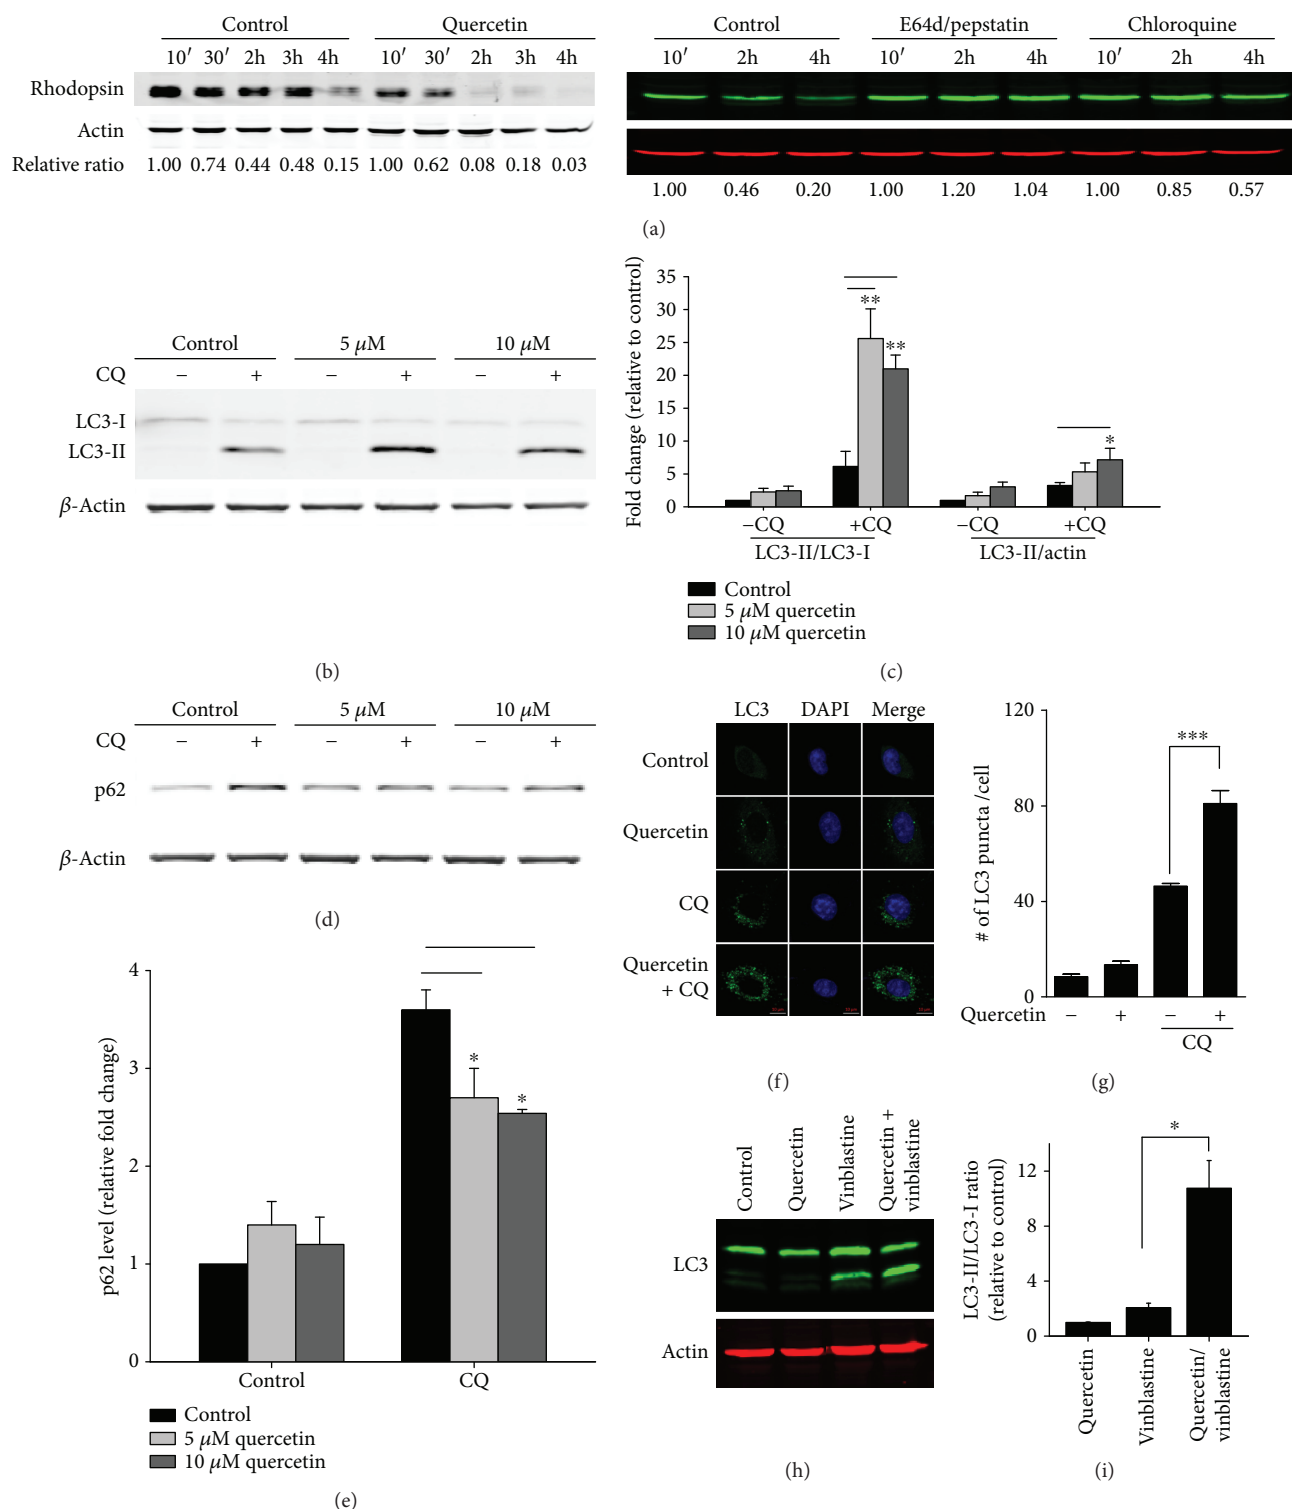 Control Quercetin
10′ 30′ 2h 3h 4h 10′ 30′ 2h 3h 4h
Rhodopsin
Actin
Relative ratio 1.00 0.74 0.44 0.48 0.15 1.00 0.62 0.08 0.18 0.03
Control E64d/pepstatin Chloroquine
10′ 2h 4h 10′ 2h 4h 10′ 2h 4h
1.00 0.46 0.20 1.00 1.20 1.04 1.00 0.85 0.57
(a)
Control 5 μM 10 μM
CQ − + − + − +
LC3-I
LC3-II
β-Actin
(b)
Fold change (relative to control)
35
30
25
20
15
10
5
0
**
**
*
−CQ +CQ −CQ +CQ
LC3-II/LC3-I LC3-II/actin
Control
5 μM quercetin
10 μM quercetin
(c)
Control 5 μM 10 μM
CQ − + − + − +
p62
β-Actin
(d)
p62 level (relative fold change)
4
3
2
1
0
*
*
Control CQ
Control
5 μM quercetin
10 μM quercetin
(e)
LC3 DAPI Merge
Control
Quercetin
CQ
Quercetin
+ CQ
(f)
# of LC3 puncta /cell
120
80
40
0
***
Quercetin − + − +
CQ
(g)
Control
Quercetin
Vinblastine
Quercetin +
vinblastine
LC3
Actin
(h)
LC3-II/LC3-I ratio
(relative to control)
12
8
4
0
*
Quercetin
Vinblastine
Quercetin/
vinblastine
(i)